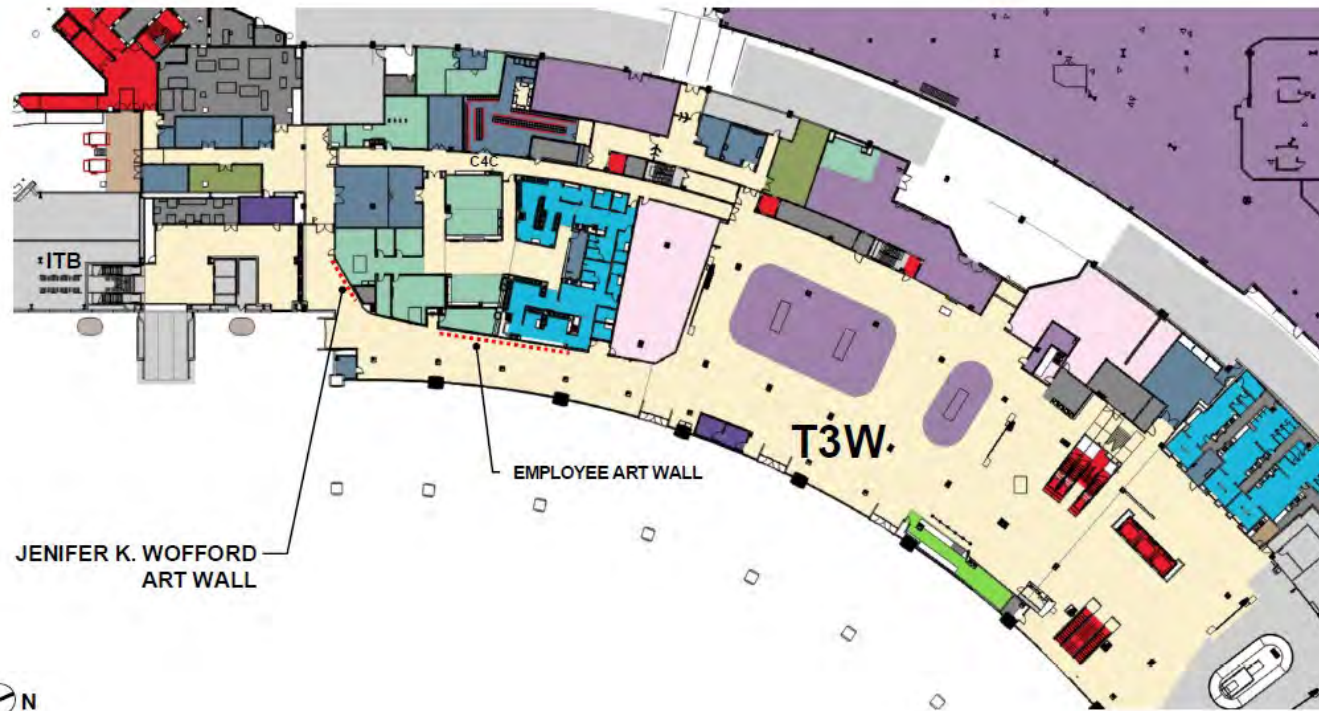 C4C
ITB
T3W
EMPLOYEE ART WALL
JENIFER K. WOFFORD
ART WALL
N